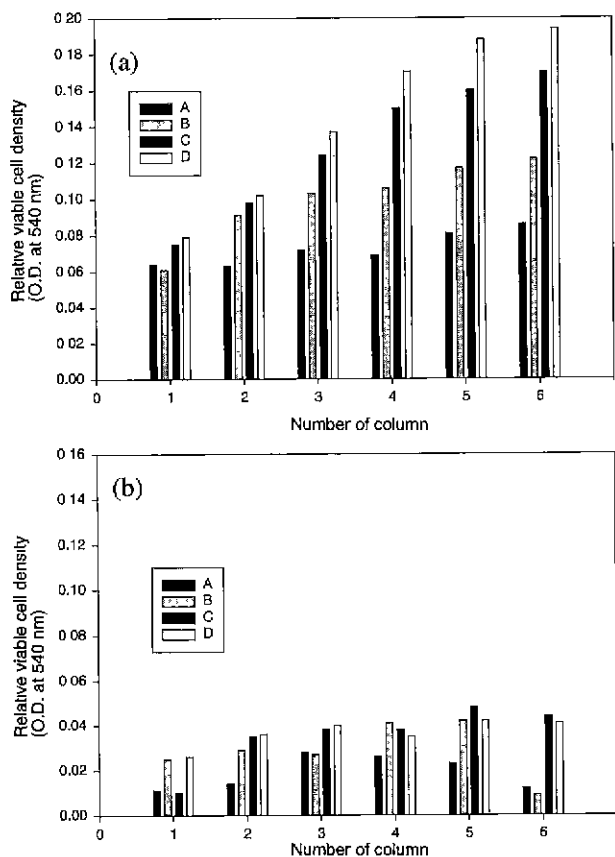 (a)
Relative viable cell density
(O.D. at 540 nm)
0.20
0.18
0.16
0.14
0.12
0.10
0.08
0.06
0.04
0.02
0.00
A
B
C
D
0 1 2 3 4 5 6
Number of column
(b)
Relative viable cell density
(O.D. at 540 nm)
0.16
0.14
0.12
0.10
0.08
0.06
0.04
0.02
0.00
A
B
C
D
0 1 2 3 4 5 6
Number of column